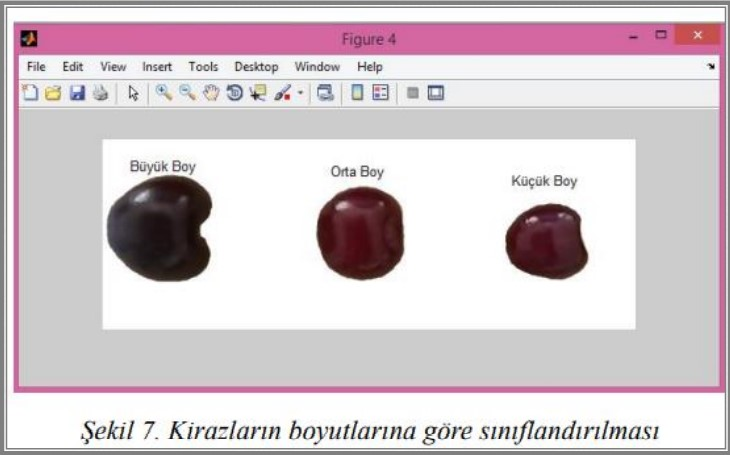 Figure 4
File Edit View Insert Tools Desktop Window Help
Büyük Boy
Orta Boy
Küçük Boy
Şekil 7. Kirazların boyutlarına göre sınıflandırılması